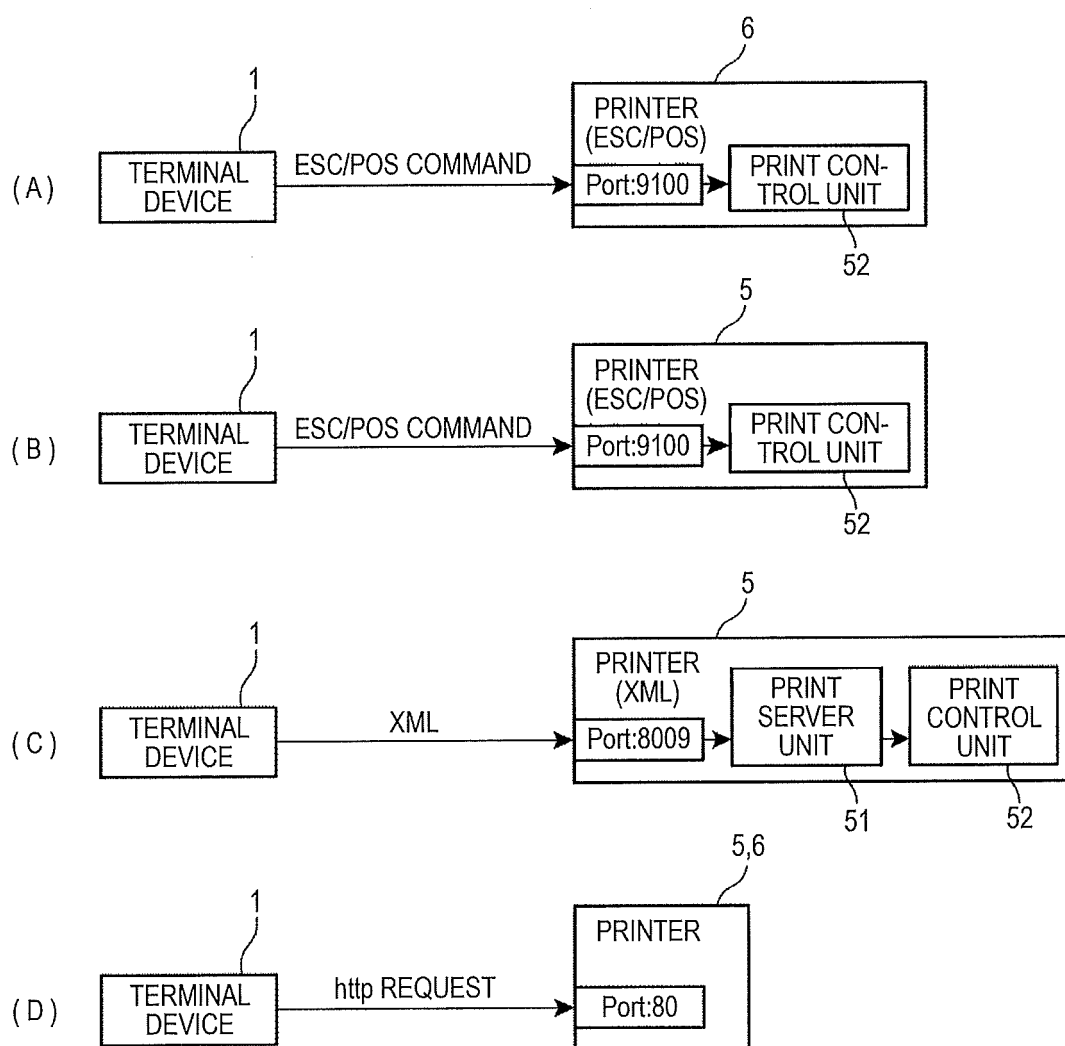 6
1
PRINTER
(ESC/POS)
(A)
TERMINAL
DEVICE
ESC/POS COMMAND
Port:9100
PRINT CON-
TROL UNIT
52
5
1
PRINTER
(ESC/POS)
(B)
TERMINAL
DEVICE
ESC/POS COMMAND
Port:9100
PRINT CON-
TROL UNIT
52
5
1
PRINTER
(XML)
(C)
TERMINAL
DEVICE
XML
Port:8009
PRINT
SERVER
UNIT
PRINT
CONTROL
UNIT
51
52
5,6
1
PRINTER
(D)
TERMINAL
DEVICE
http REQUEST
Port:80